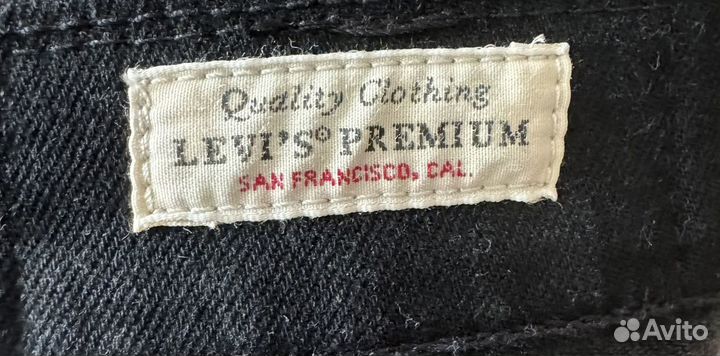 Quality Clothing
LEVI'S® PREMIUM
SAN FRANCISCO, CAL.
Avito